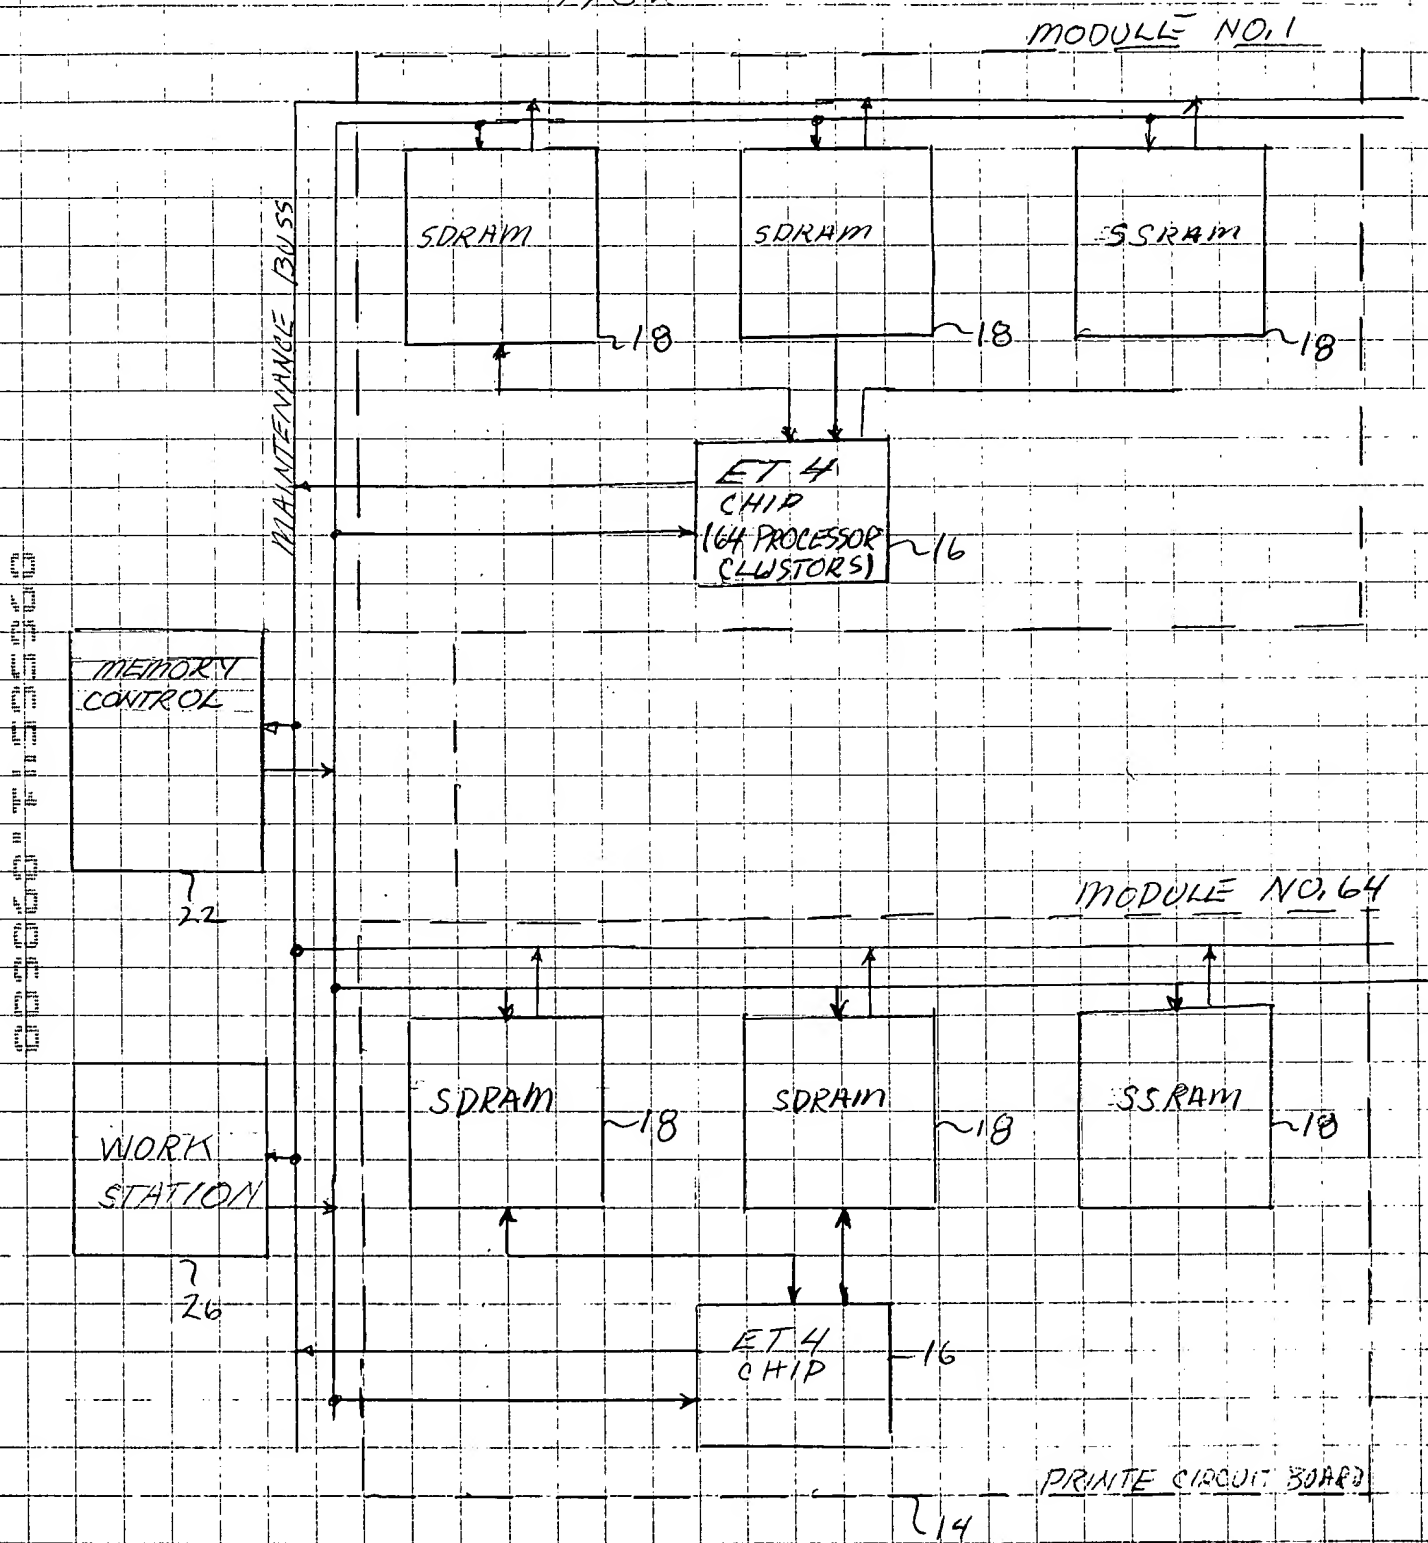 MODULE NO. 1
MAINTENANCE BUSS
SDRAM
SDRAM
SSRAM
18
18
18
ET 4
CHIP
(64 PROCESSOR
CLUSTORS)
16
MEMORY
CONTROL
22
MODULE NO. 64
SDRAM
18
SDRAM
18
SSRAM
18
WORK
STATION
26
ET 4
CHIP
16
PRINTE CIRCUIT BOARD
14